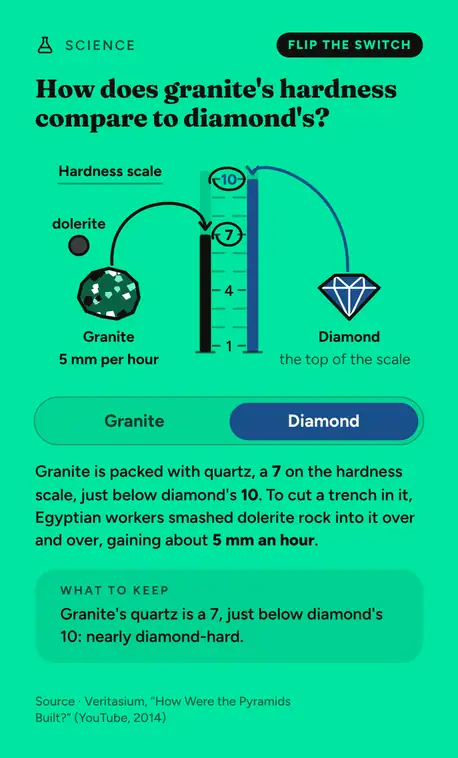 SCIENCE
FLIP THE SWITCH
How does granite's hardness
compare to diamond's?
Hardness scale
10
dolerite
7
4
1
Granite
5 mm per hour
Diamond
the top of the scale
Granite
Diamond
Granite is packed with quartz, a 7 on the hardness
scale, just below diamond's 10. To cut a trench in it,
Egyptian workers smashed dolerite rock into it over
and over, gaining about 5 mm an hour.
WHAT TO KEEP
Granite's quartz is a 7, just below diamond's
10: nearly diamond-hard.
Source · Veritasium, "How Were the Pyramids
Built?" (YouTube, 2014)